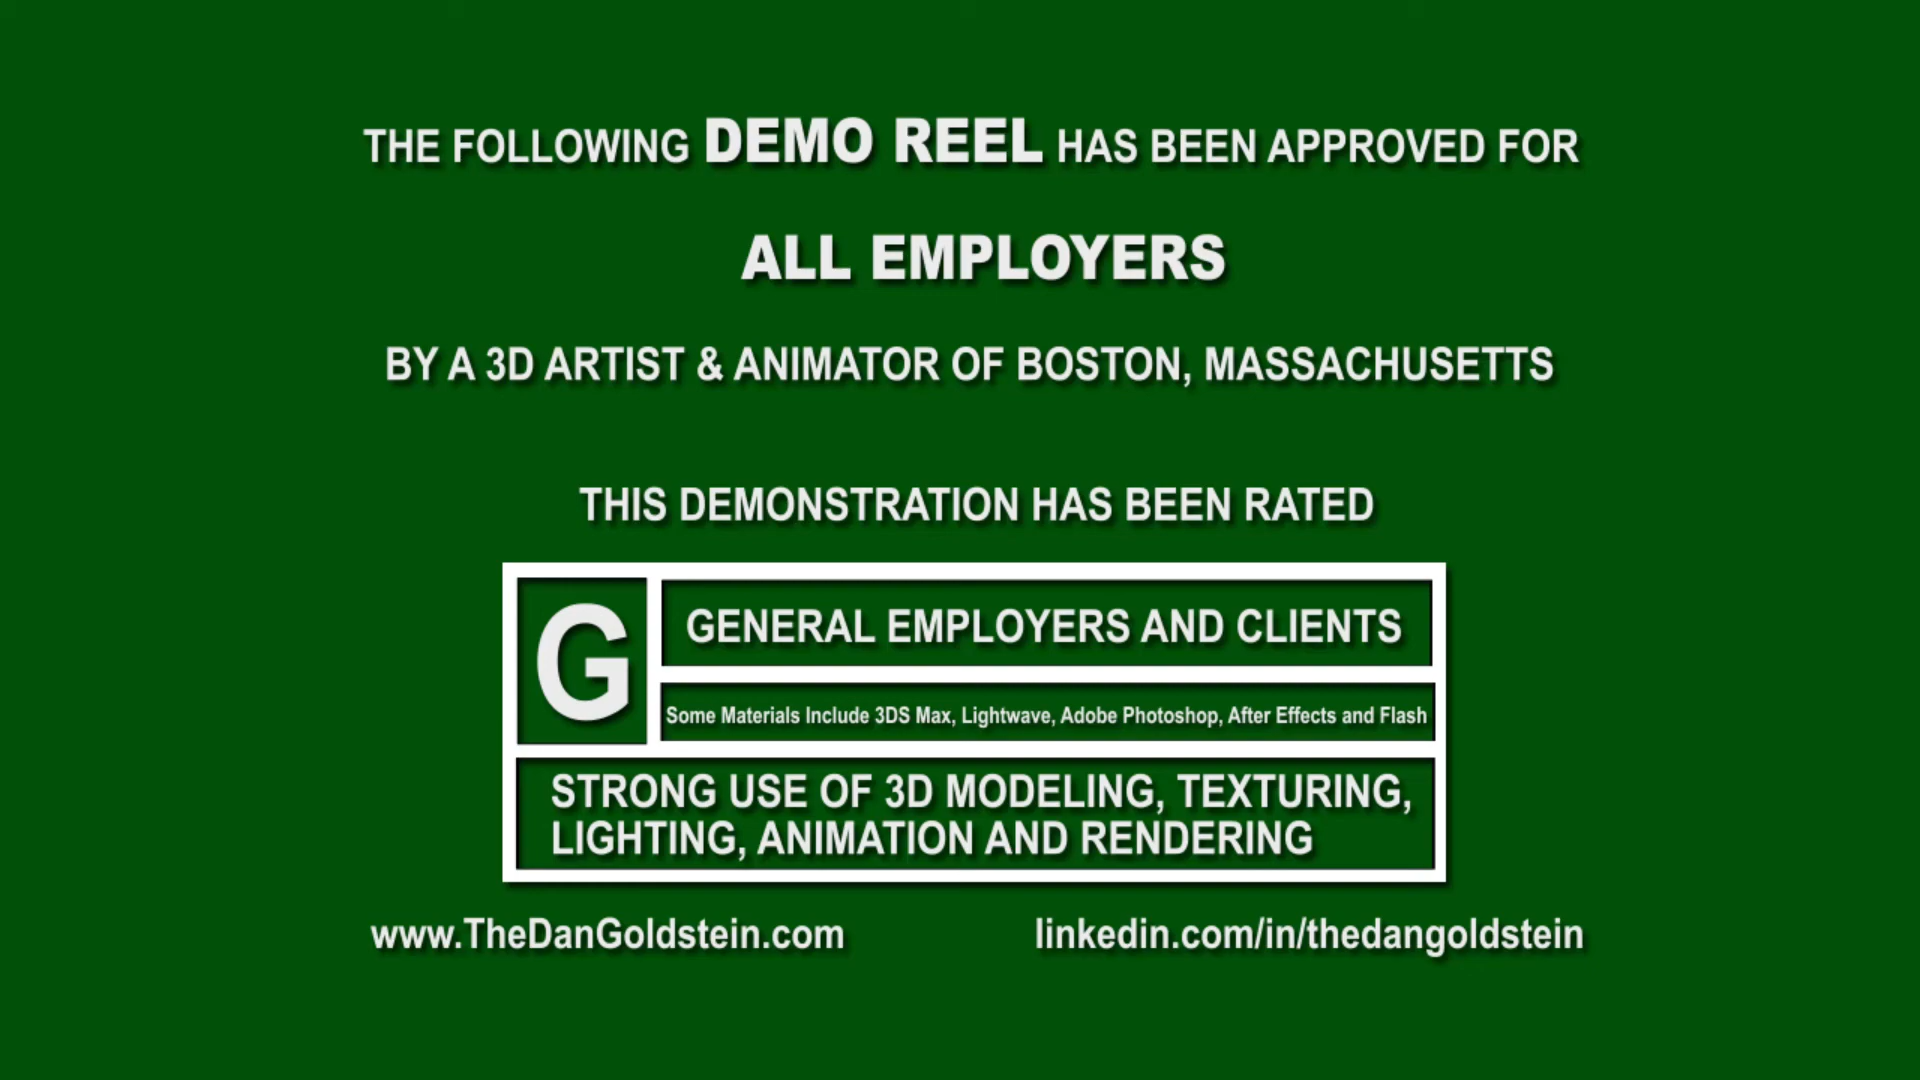 THE FOLLOWING DEMO REEL HAS BEEN APPROVED FOR
ALL EMPLOYERS
BY A 3D ARTIST & ANIMATOR OF BOSTON, MASSACHUSETTS
THIS DEMONSTRATION HAS BEEN RATED
G
GENERAL EMPLOYERS AND CLIENTS
Some Materials Include 3DS Max, Lightwave, Adobe Photoshop, After Effects and Flash
STRONG USE OF 3D MODELING, TEXTURING,
LIGHTING, ANIMATION AND RENDERING
www.TheDanGoldstein.com
linkedin.com/in/thedangoldstein